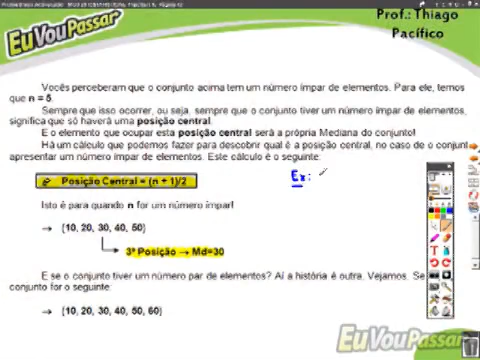 Prof.: Thiago
Pacífico
EuVouPassar
Vocês perceberam que o conjunto acima tem um número ímpar de elementos. Para ele, temos
que n = 5.
Sempre que isso ocorrer, ou seja, sempre que o conjunto tiver um número ímpar de elementos,
significa que só haverá uma posição central.
E o elemento que ocupar esta posição central será a própria Mediana do conjunto!
Há um cálculo que podemos fazer para descobrir qual é a posição central, no caso de o conjunto
apresentar um número ímpar de elementos. Este cálculo é o seguinte:
Posição Central = (n + 1)/2
Ex:
Isto é para quando n for um número ímpar!
→ (10, 20, 30, 40, 50)
3ª Posição → Md=30
E se o conjunto tiver um número par de elementos? Aí a história é outra. Vejamos. Se
conjunto for o seguinte:
→ (10, 20, 30, 40, 50, 60)
EuVouPassar